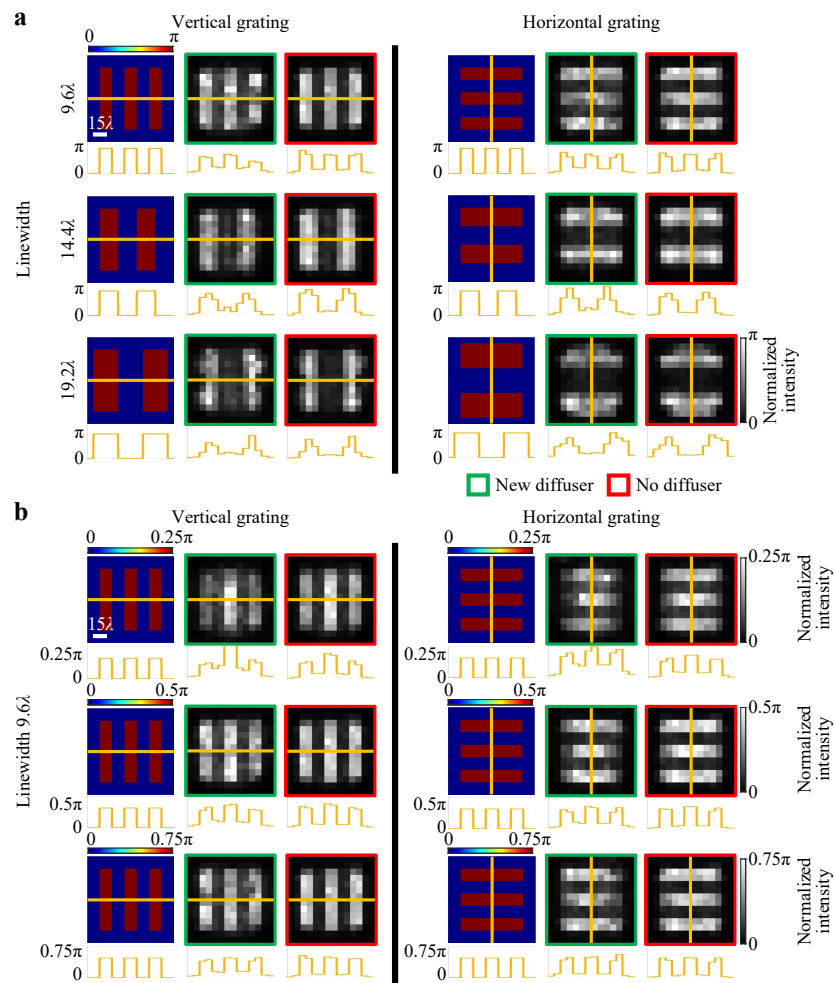 a
Vertical grating
Horizontal grating
0 π
9.6λ
15λ
π
0
π
0
Linewidth
14.4λ
π
0
π
0
19.2λ
π
0
π
0
π
0
Normalized
intensity
New diffuser
No diffuser
b
Vertical grating
Horizontal grating
0 0.25π
0 0.25π
15λ
0.25π
0
Normalized
intensity
0.25π
0
0.25π
0
Linewidth 9.6λ
0 0.5π
0 0.5π
0.5π
0
Normalized
intensity
0.5π
0
0.5π
0
0 0.75π
0 0.75π
0.75π
0
Normalized
intensity
0.75π
0
0.75π
0